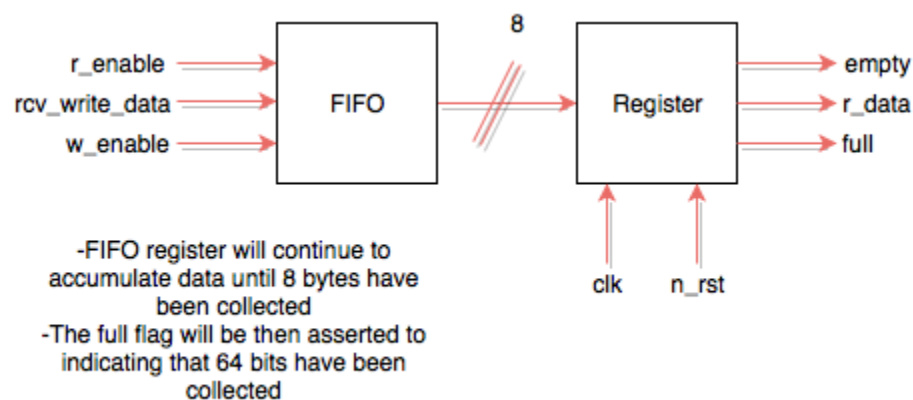 8
r_enable
rcv_write_data
w_enable
FIFO
Register
empty
r_data
full
clk
n_rst
-FIFO register will continue to
accumulate data until 8 bytes have
been collected
-The full flag will be then asserted to
indicating that 64 bits have been
collected